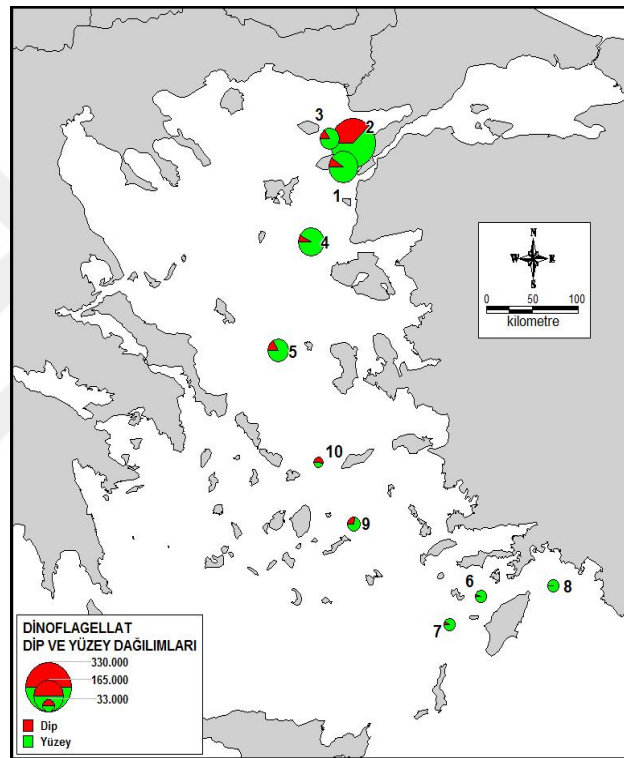 3
2
1
4
N
W E
S
0 50 100
kilometre
5
10
9
6
8
7
DİNOFLAGELLAT
DİP VE YÜZEY DAĞILIMLARI
330.000
165.000
33.000
Dip
Yüzey